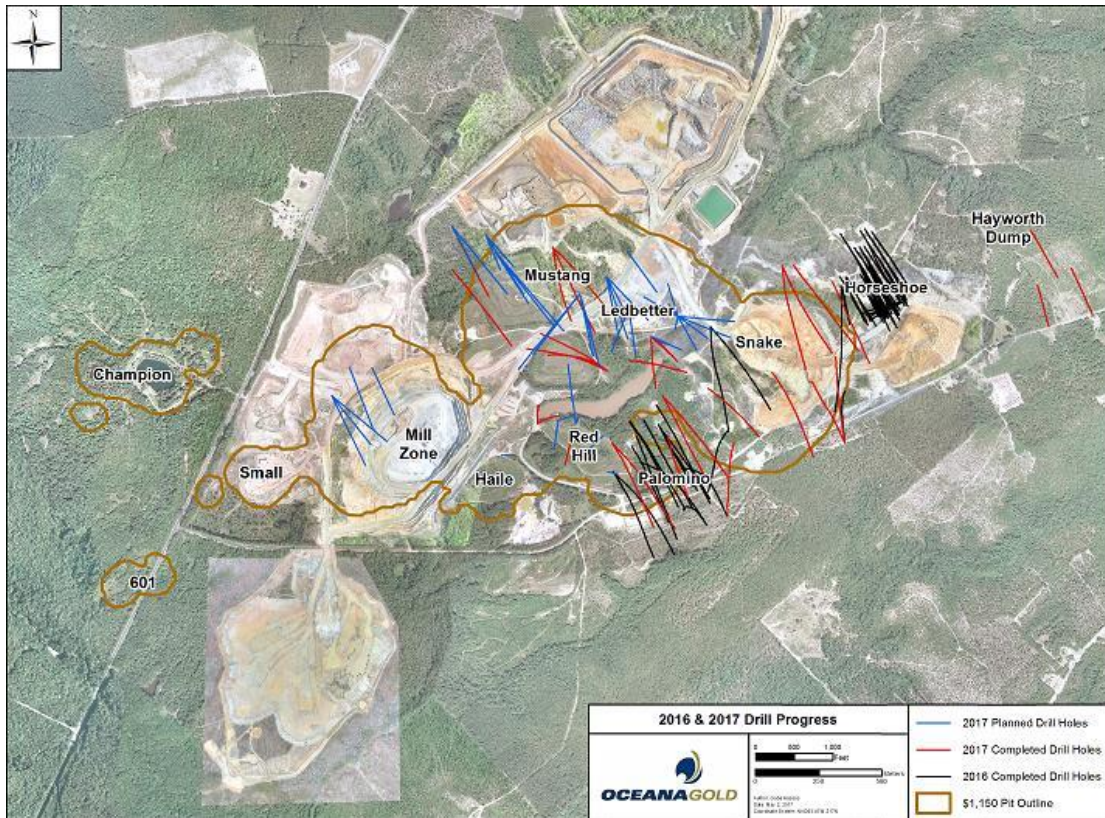 N
Hayworth
Dump
Mustang
Horseshoe
Ledbetter
Snake
Champion
Mill
Zone
Red
Hill
Small
Haile
Palomino
601
2016 & 2017 Drill Progress
OCEANAGOLD
Feet
Meters
2017 Planned Drill Holes
2017 Completed Drill Holes
2016 Completed Drill Holes
$1,150 Pit Outline